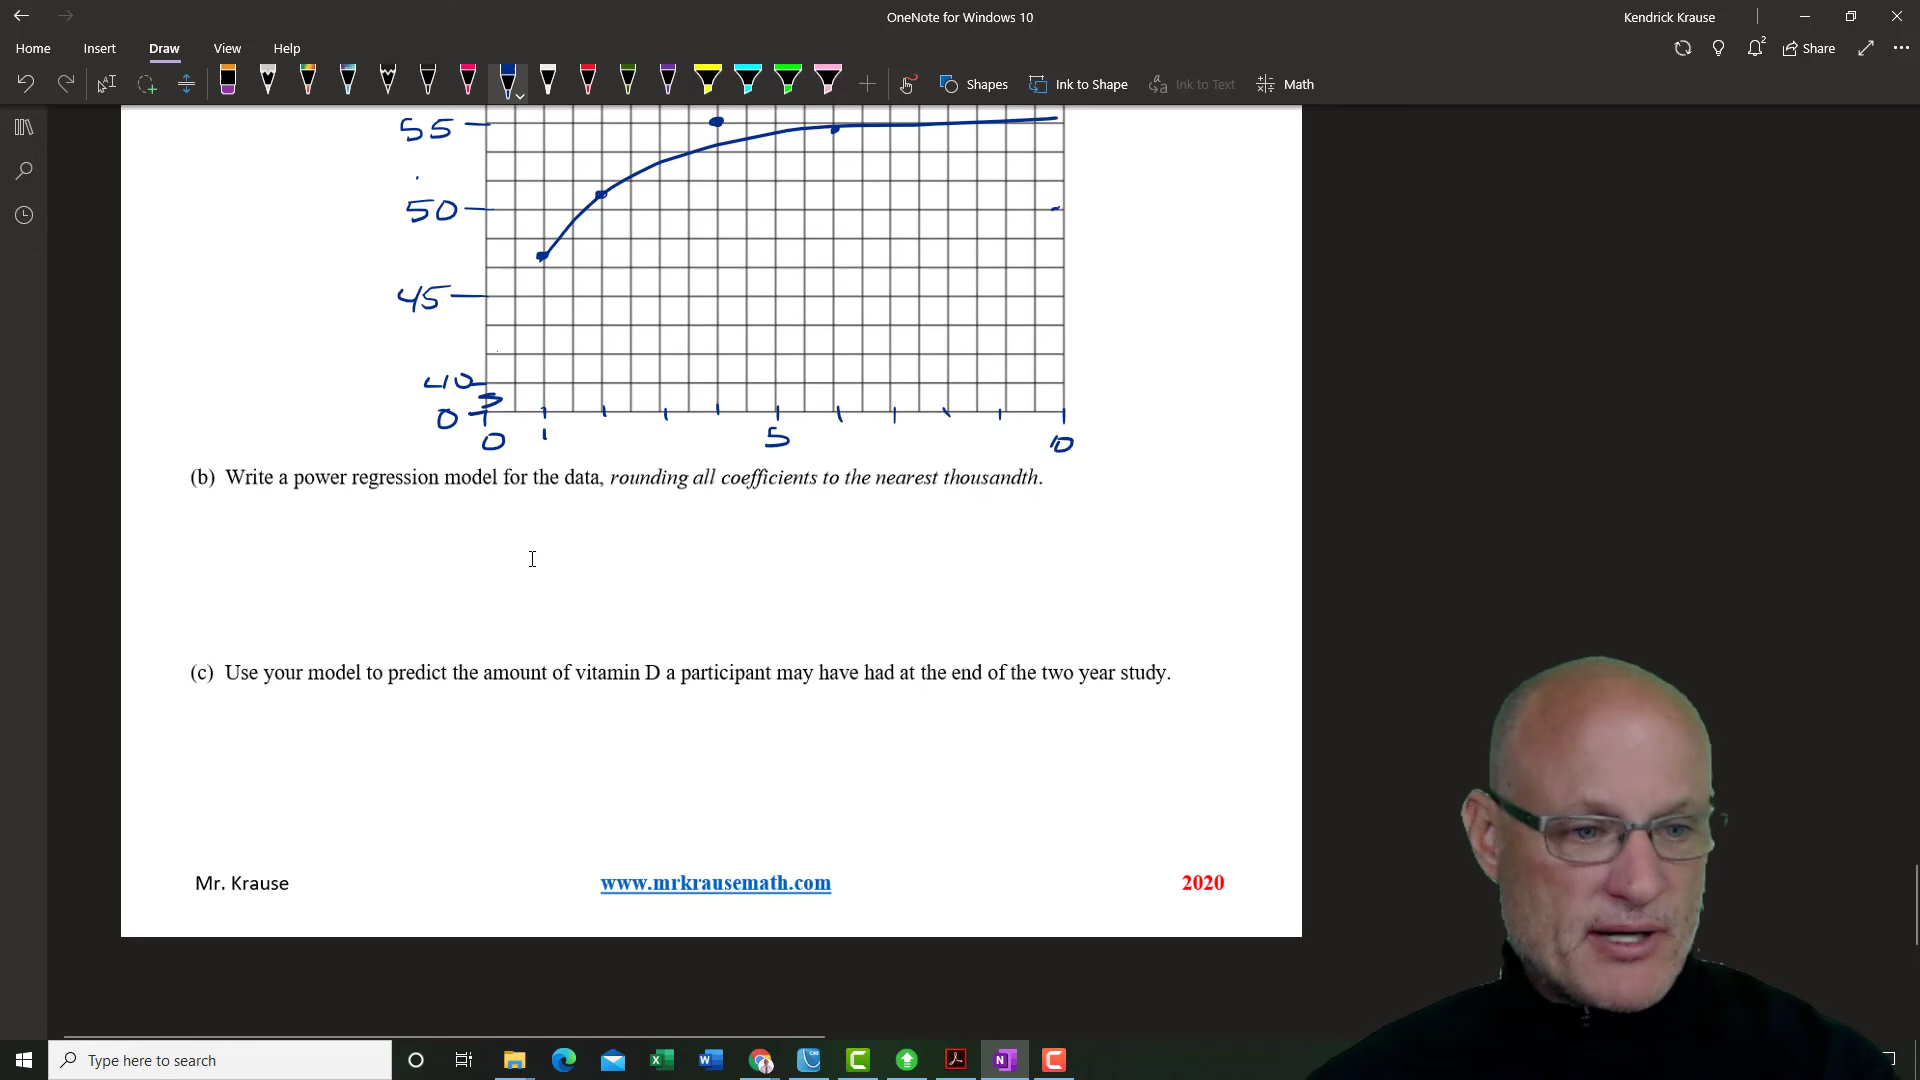 OneNote for Windows 10
Kendrick Krause
Home Insert Draw View Help
Share
Shapes Ink to Shape Ink to Text Math
55
50
45
40
0
0 1 5 10
(b) Write a power regression model for the data, rounding all coefficients to the nearest thousandth.
(c) Use your model to predict the amount of vitamin D a participant may have had at the end of the two year study.
Mr. Krause www.mrkrausemath.com 2020
Type here to search